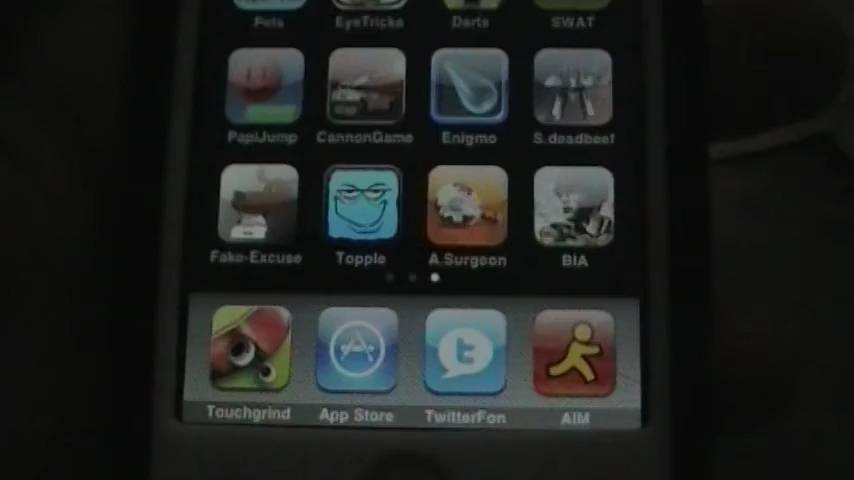 Pets EyeTricks Darts SWAT
PapiJump CannonGame Enigmo S.deadbeef
Fake-Excuse Topple A.Surgeon BIA
Touchgrind App Store TwitterFon AIM